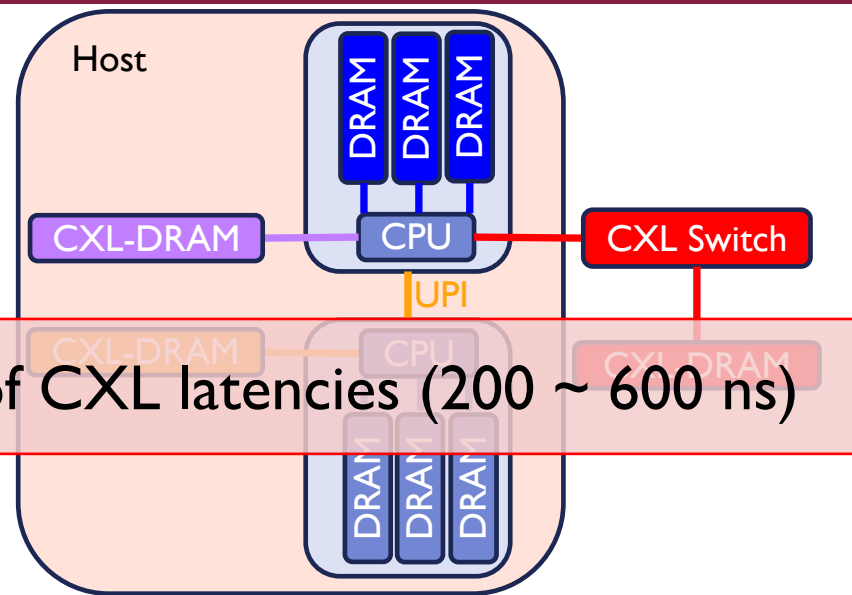 Host
DRAM
DRAM
DRAM
CXL-DRAM
CPU
CXL Switch
UPI
CXL-DRAM
CPU
CXL-DRAM
of CXL latencies (200 ~ 600 ns)
DRAM
DRAM
DRAM